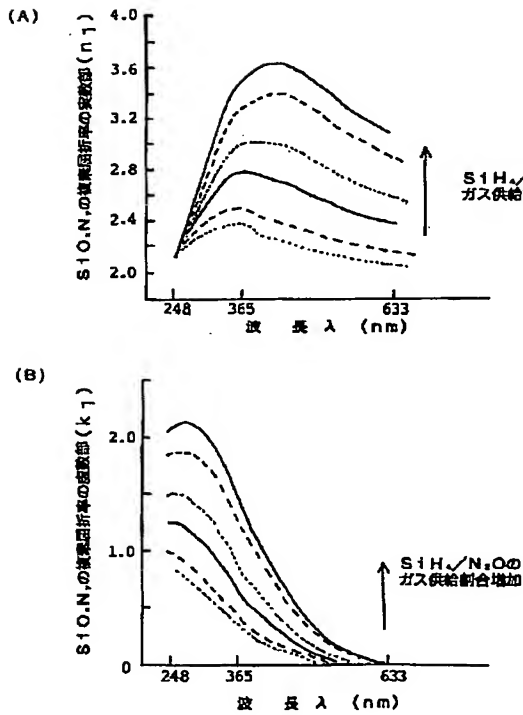 (A)
SiOxNyの複素屈折率の実数部(n1)
4.0
3.6
3.2
2.8
2.4
2.0
248
365
633
波長λ (nm)
SiH4/
ガス供給
(B)
SiOxNyの複素屈折率の虚数部(k1)
2.0
1.0
0
SiH4/N2Oの
ガス供給割合増加
248
365
633
波長λ (nm)